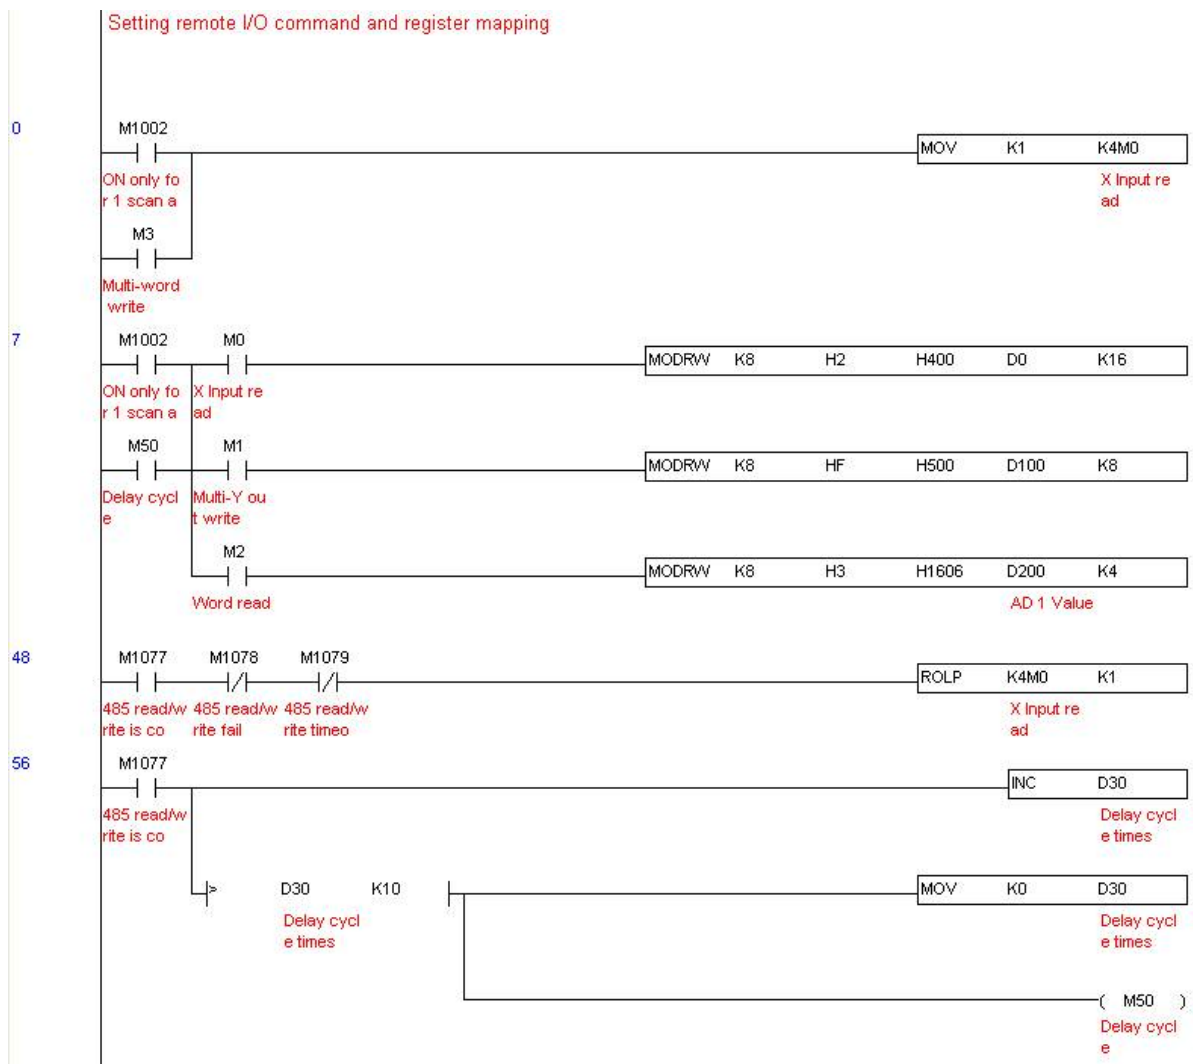 Setting remote I/O command and register mapping
0
M1002
MOV K1 K4M0
ON only fo
r 1 scan a
X Input re
ad
M3
Multi-word
write
7
M1002 M0
MODRW K8 H2 H400 D0 K16
ON only fo X Input re
r 1 scan a ad
M50 M1
MODRW K8 HF H500 D100 K8
Delay cycl Multi-Y ou
e t write
M2
MODRW K8 H3 H1606 D200 K4
Word read AD 1 Value
48
M1077 M1078 M1079
ROLP K4M0 K1
485 read/w 485 read/w 485 read/w X Input re
rite is co rite fail rite timeo ad
56
M1077
INC D30
485 read/w Delay cycl
rite is co e times
> D30 K10 MOV K0 D30
Delay cycl Delay cycl
e times e times
( M50 )
Delay cycl
e